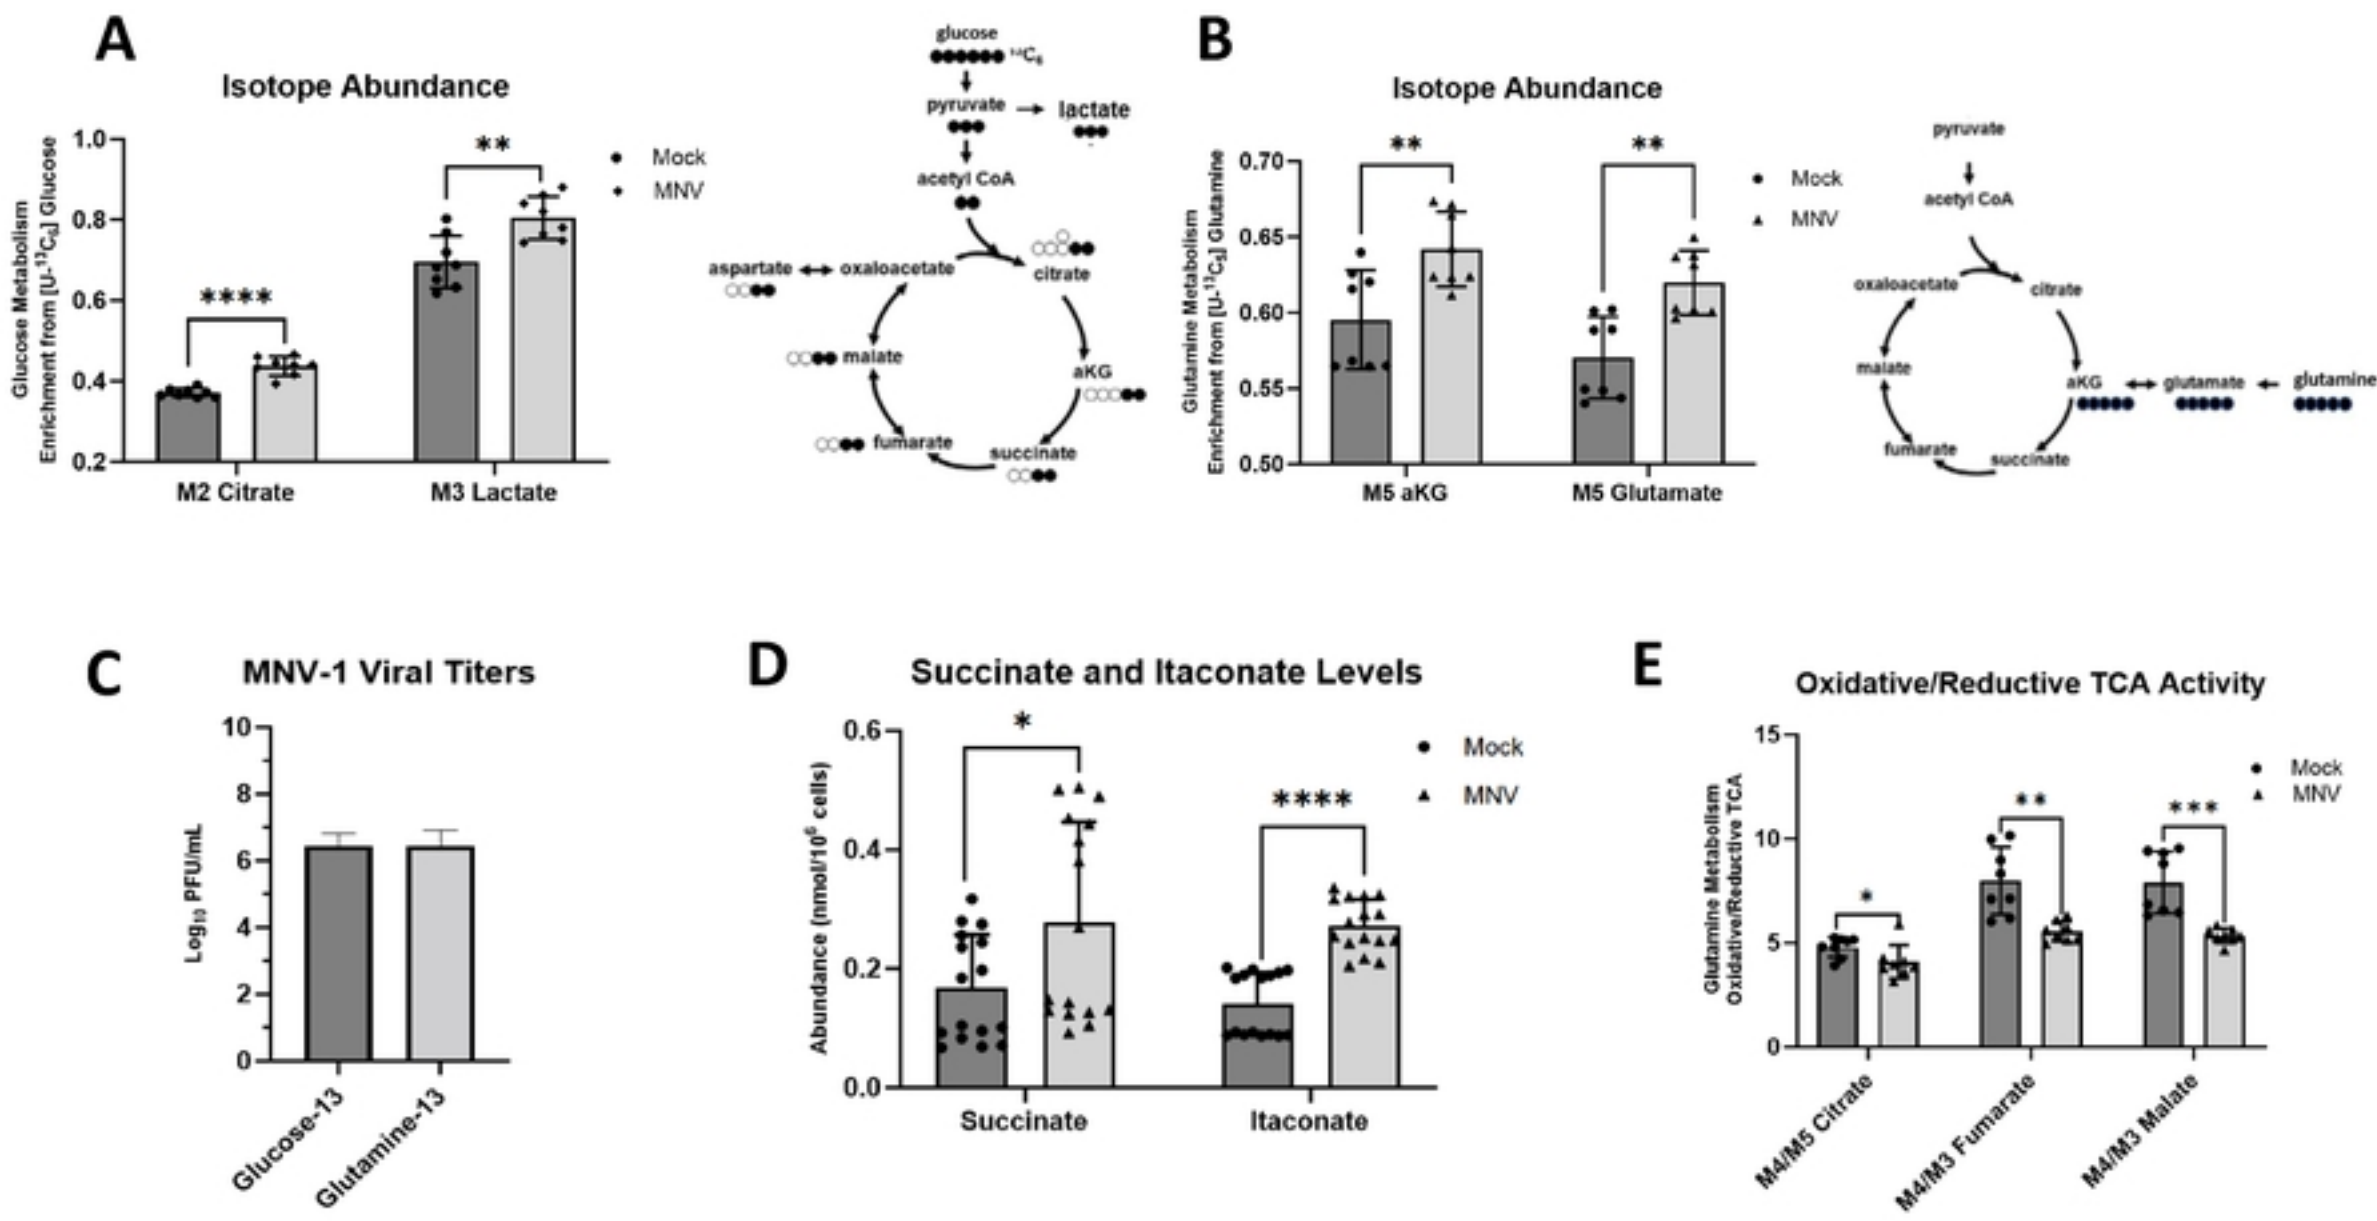 A
Isotope Abundance
Glucose Metabolism
Enrichment from [U-¹³C₆] Glucose
1.0
0.8
0.6
0.4
0.2
****
**
Mock
MNV
M2 Citrate
M3 Lactate
glucose
pyruvate
lactate
acetyl CoA
aspartate
oxaloacetate
citrate
malate
aKG
fumarate
succinate
B
Isotope Abundance
Glutamine Metabolism
Enrichment from [U-¹³C₅] Glutamine
0.70
0.65
0.60
0.55
0.50
**
**
Mock
MNV
M5 aKG
M5 Glutamate
pyruvate
acetyl CoA
oxaloacetate
citrate
malate
aKG
glutamate
glutamine
fumarate
succinate
C
MNV-1 Viral Titers
Log₁₀ PFU/mL
10
8
6
4
2
0
Glucose-13
Glutamine-13
D
Succinate and Itaconate Levels
Abundance (nmol/10⁶ cells)
0.6
0.4
0.2
0.0
*
****
Mock
MNV
Succinate
Itaconate
E
Oxidative/Reductive TCA Activity
Glutamine Metabolism
Oxidative/Reductive TCA
15
10
5
0
*
**
***
Mock
MNV
M4/M5 Citrate
M4/M3 Fumarate
M4/M3 Malate